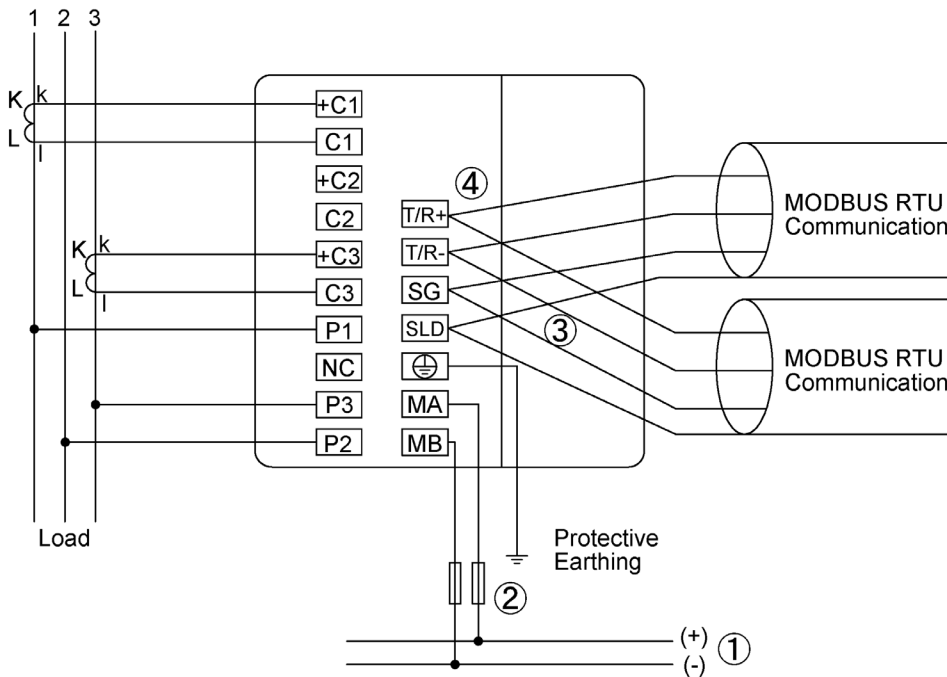 1 2 3
K k
L l
K k
L l
+C1
C1
+C2
C2
+C3
C3
P1
NC
P3
P2
④
T/R+
T/R-
SG
SLD
MA
MB
③
MODBUS RTU
Communication
MODBUS RTU
Communication
Load
Protective
Earthing
②
(+)
(-)
①